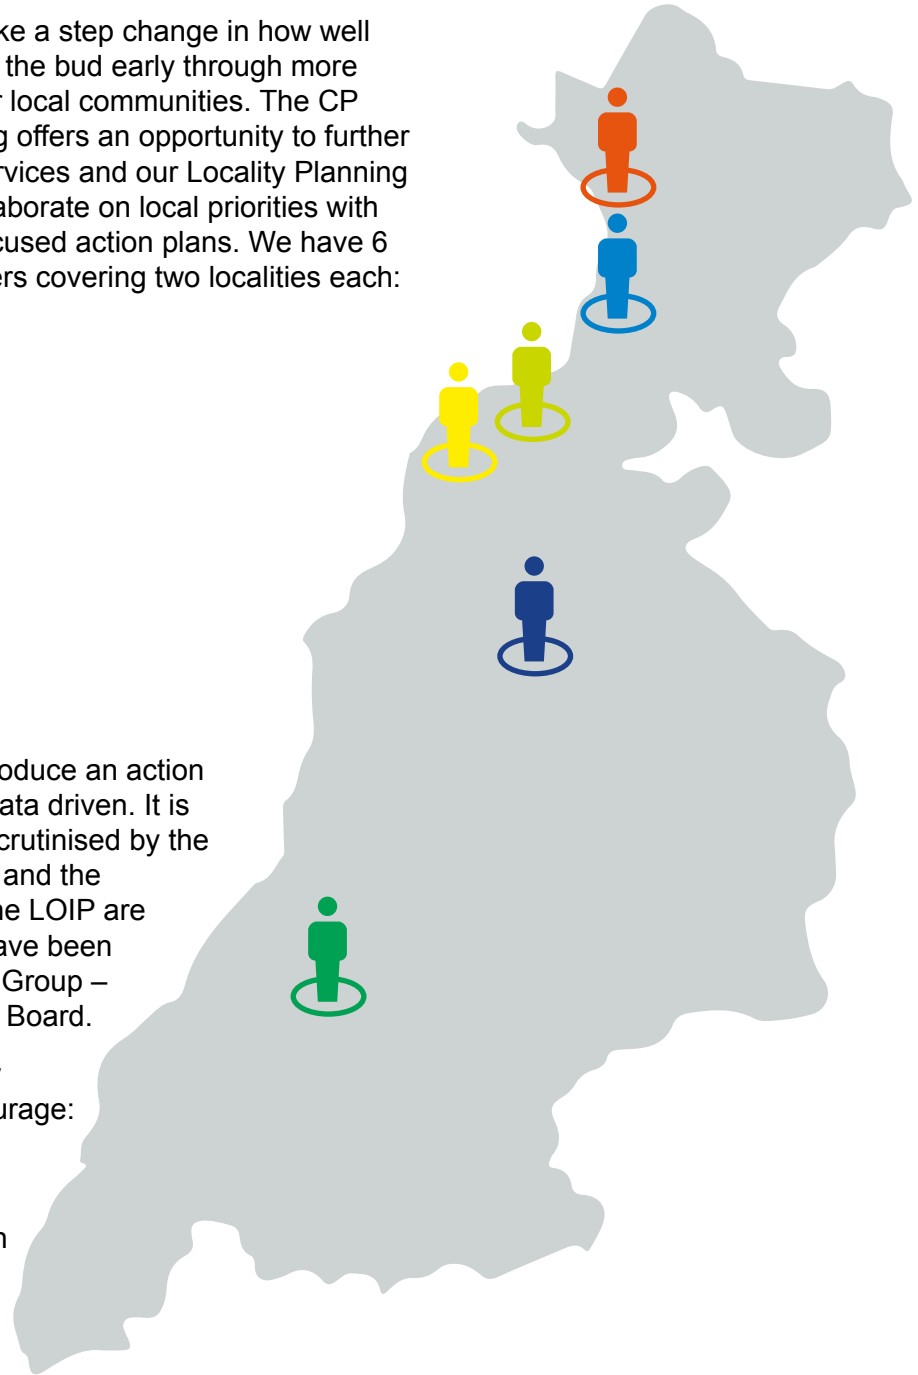 ke a step change in how well
the bud early through more
r local communities. The CP
g offers an opportunity to further
rvices and our Locality Planning
aborate on local priorities with
cused action plans. We have 6
ers covering two localities each:
oduce an action
ata driven. It is
crutinised by the
and the
ne LOIP are
ave been
Group –
Board.
urage:
n